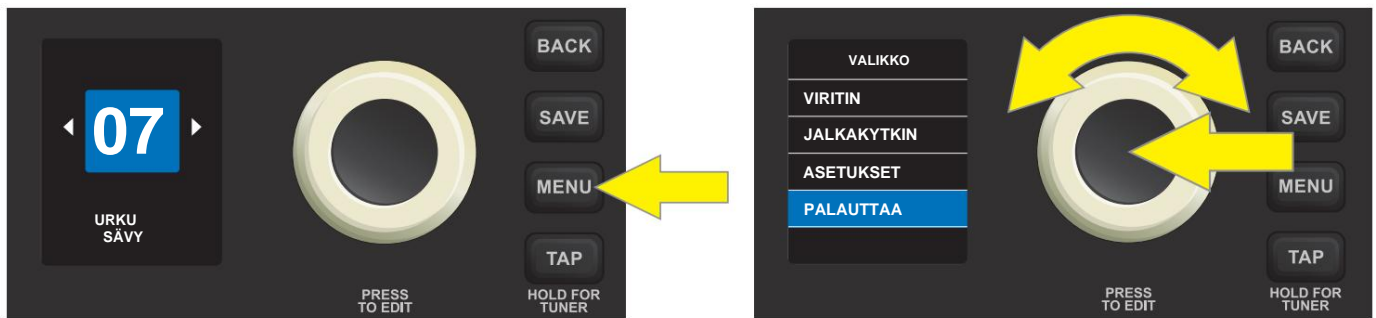 07
URKU
SÄVY
PRESS
TO EDIT
BACK
SAVE
MENU
TAP
HOLD FOR
TUNER
VALIKKO
VIRITIN
JALKAKYTKIN
ASETUKSET
PALAUTTAA
PRESS
TO EDIT
BACK
SAVE
MENU
TAP
HOLD FOR
TUNER